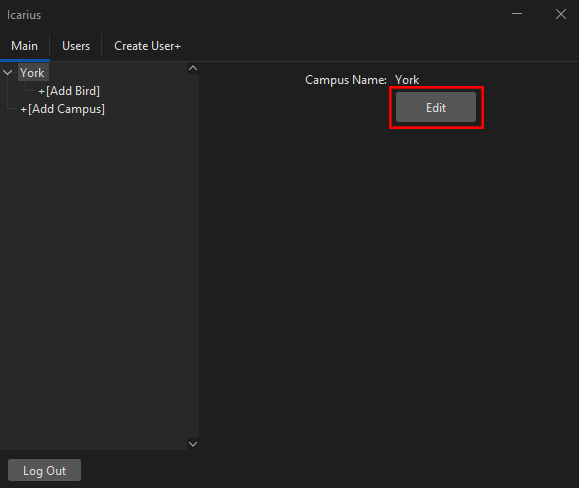 Icarius
Main
Users
Create User+
York
+[Add Bird]
+[Add Campus]
Campus Name: York
Edit
Log Out